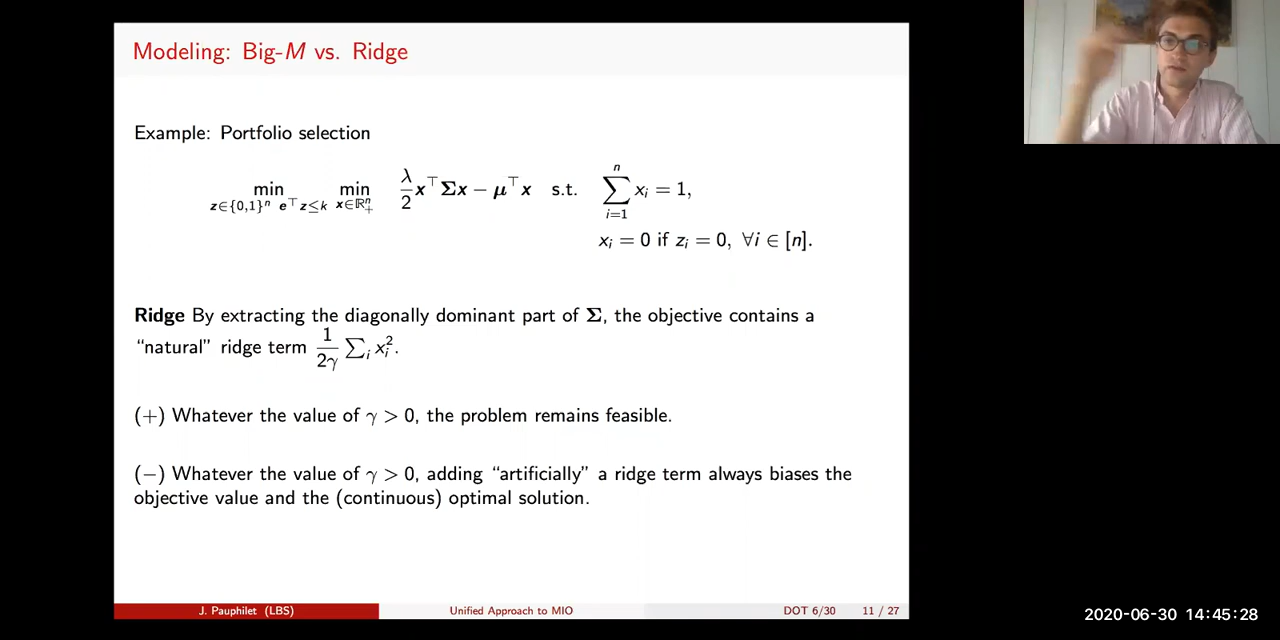 Modeling: Big-M vs. Ridge
Example: Portfolio selection
min_{z∈{0,1}^n e^⊤z≤k} min_{x∈ℝ^n_+} λ/2 x^⊤Σx − μ^⊤x s.t. ∑_{i=1}^n x_i = 1,
x_i = 0 if z_i = 0, ∀i ∈ [n].
Ridge By extracting the diagonally dominant part of Σ, the objective contains a
“natural” ridge term 1/2γ ∑_i x_i^2.
(+) Whatever the value of γ > 0, the problem remains feasible.
(−) Whatever the value of γ > 0, adding “artificially” a ridge term always biases the
objective value and the (continuous) optimal solution.
J. Pauphilet (LBS) Unified Approach to MIO DOT 6/30 11 / 27
2020-06-30 14:45:28